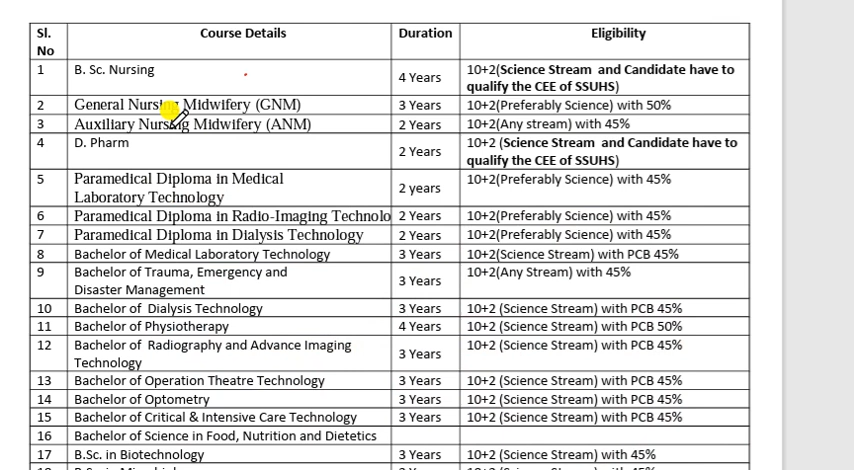 Sl. No Course Details Duration Eligibility
1 B. Sc. Nursing 4 Years 10+2(Science Stream and Candidate have to qualify the CEE of SSUHS)
2 General Nursing Midwifery (GNM) 3 Years 10+2(Preferably Science) with 50%
3 Auxiliary Nursing Midwifery (ANM) 2 Years 10+2(Any stream) with 45%
4 D. Pharm 2 Years 10+2 (Science Stream and Candidate have to qualify the CEE of SSUHS)
5 Paramedical Diploma in Medical Laboratory Technology 2 years 10+2(Preferably Science) with 45%
6 Paramedical Diploma in Radio-Imaging Technolo 2 Years 10+2(Preferably Science) with 45%
7 Paramedical Diploma in Dialysis Technology 2 Years 10+2(Preferably Science) with 45%
8 Bachelor of Medical Laboratory Technology 3 Years 10+2(Science Stream) with PCB 45%
9 Bachelor of Trauma, Emergency and Disaster Management 3 Years 10+2(Any Stream) with 45%
10 Bachelor of Dialysis Technology 3 Years 10+2 (Science Stream) with PCB 45%
11 Bachelor of Physiotherapy 4 Years 10+2 (Science Stream) with PCB 50%
12 Bachelor of Radiography and Advance Imaging Technology 3 Years 10+2 (Science Stream) with PCB 45%
13 Bachelor of Operation Theatre Technology 3 Years 10+2 (Science Stream) with PCB 45%
14 Bachelor of Optometry 3 Years 10+2 (Science Stream) with PCB 45%
15 Bachelor of Critical & Intensive Care Technology 3 Years 10+2 (Science Stream) with PCB 45%
16 Bachelor of Science in Food, Nutrition and Dietetics
17 B.Sc. in Biotechnology 3 Years 10+2 (Science Stream) with 45%